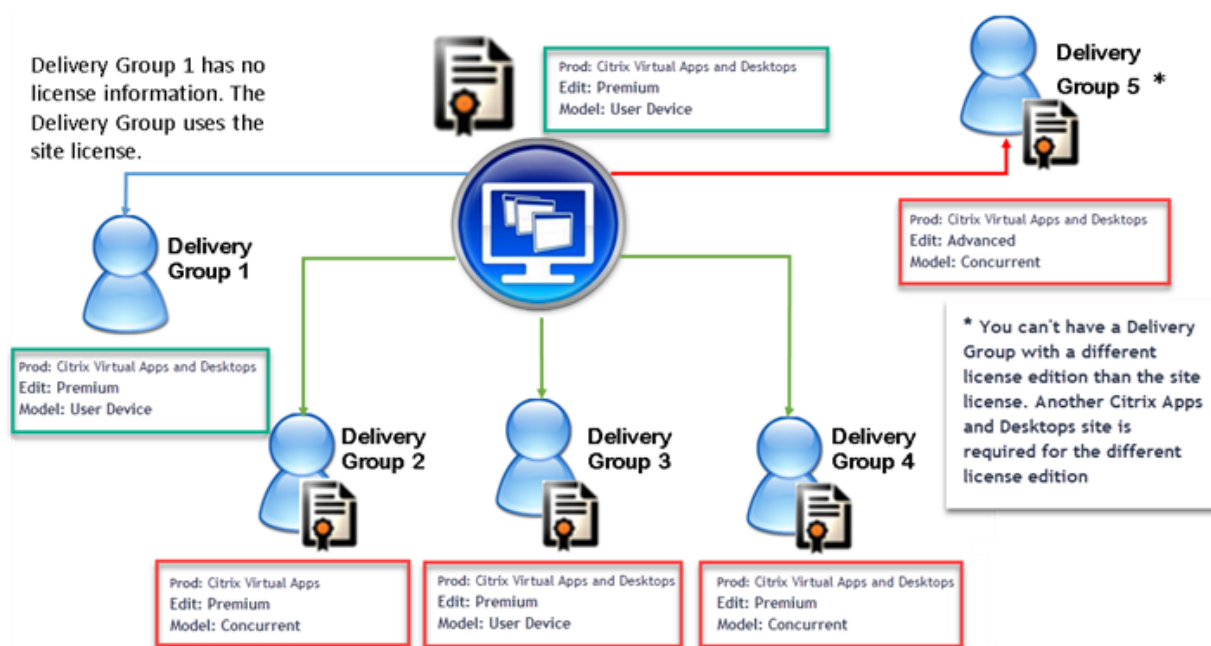 Delivery Group 1 has no
license information. The
Delivery Group uses the
site license.
Prod: Citrix Virtual Apps and Desktops
Edit: Premium
Model: User Device
Delivery
Group 5 *
Prod: Citrix Virtual Apps and Desktops
Edit: Advanced
Model: Concurrent
Delivery
Group 1
Prod: Citrix Virtual Apps and Desktops
Edit: Premium
Model: User Device
* You can't have a Delivery
Group with a different
license edition than the site
license. Another Citrix Apps
and Desktops site is
required for the different
license edition
Delivery
Group 2
Delivery
Group 3
Delivery
Group 4
Prod: Citrix Virtual Apps
Edit: Premium
Model: Concurrent
Prod: Citrix Virtual Apps and Desktops
Edit: Premium
Model: User Device
Prod: Citrix Virtual Apps and Desktops
Edit: Premium
Model: Concurrent